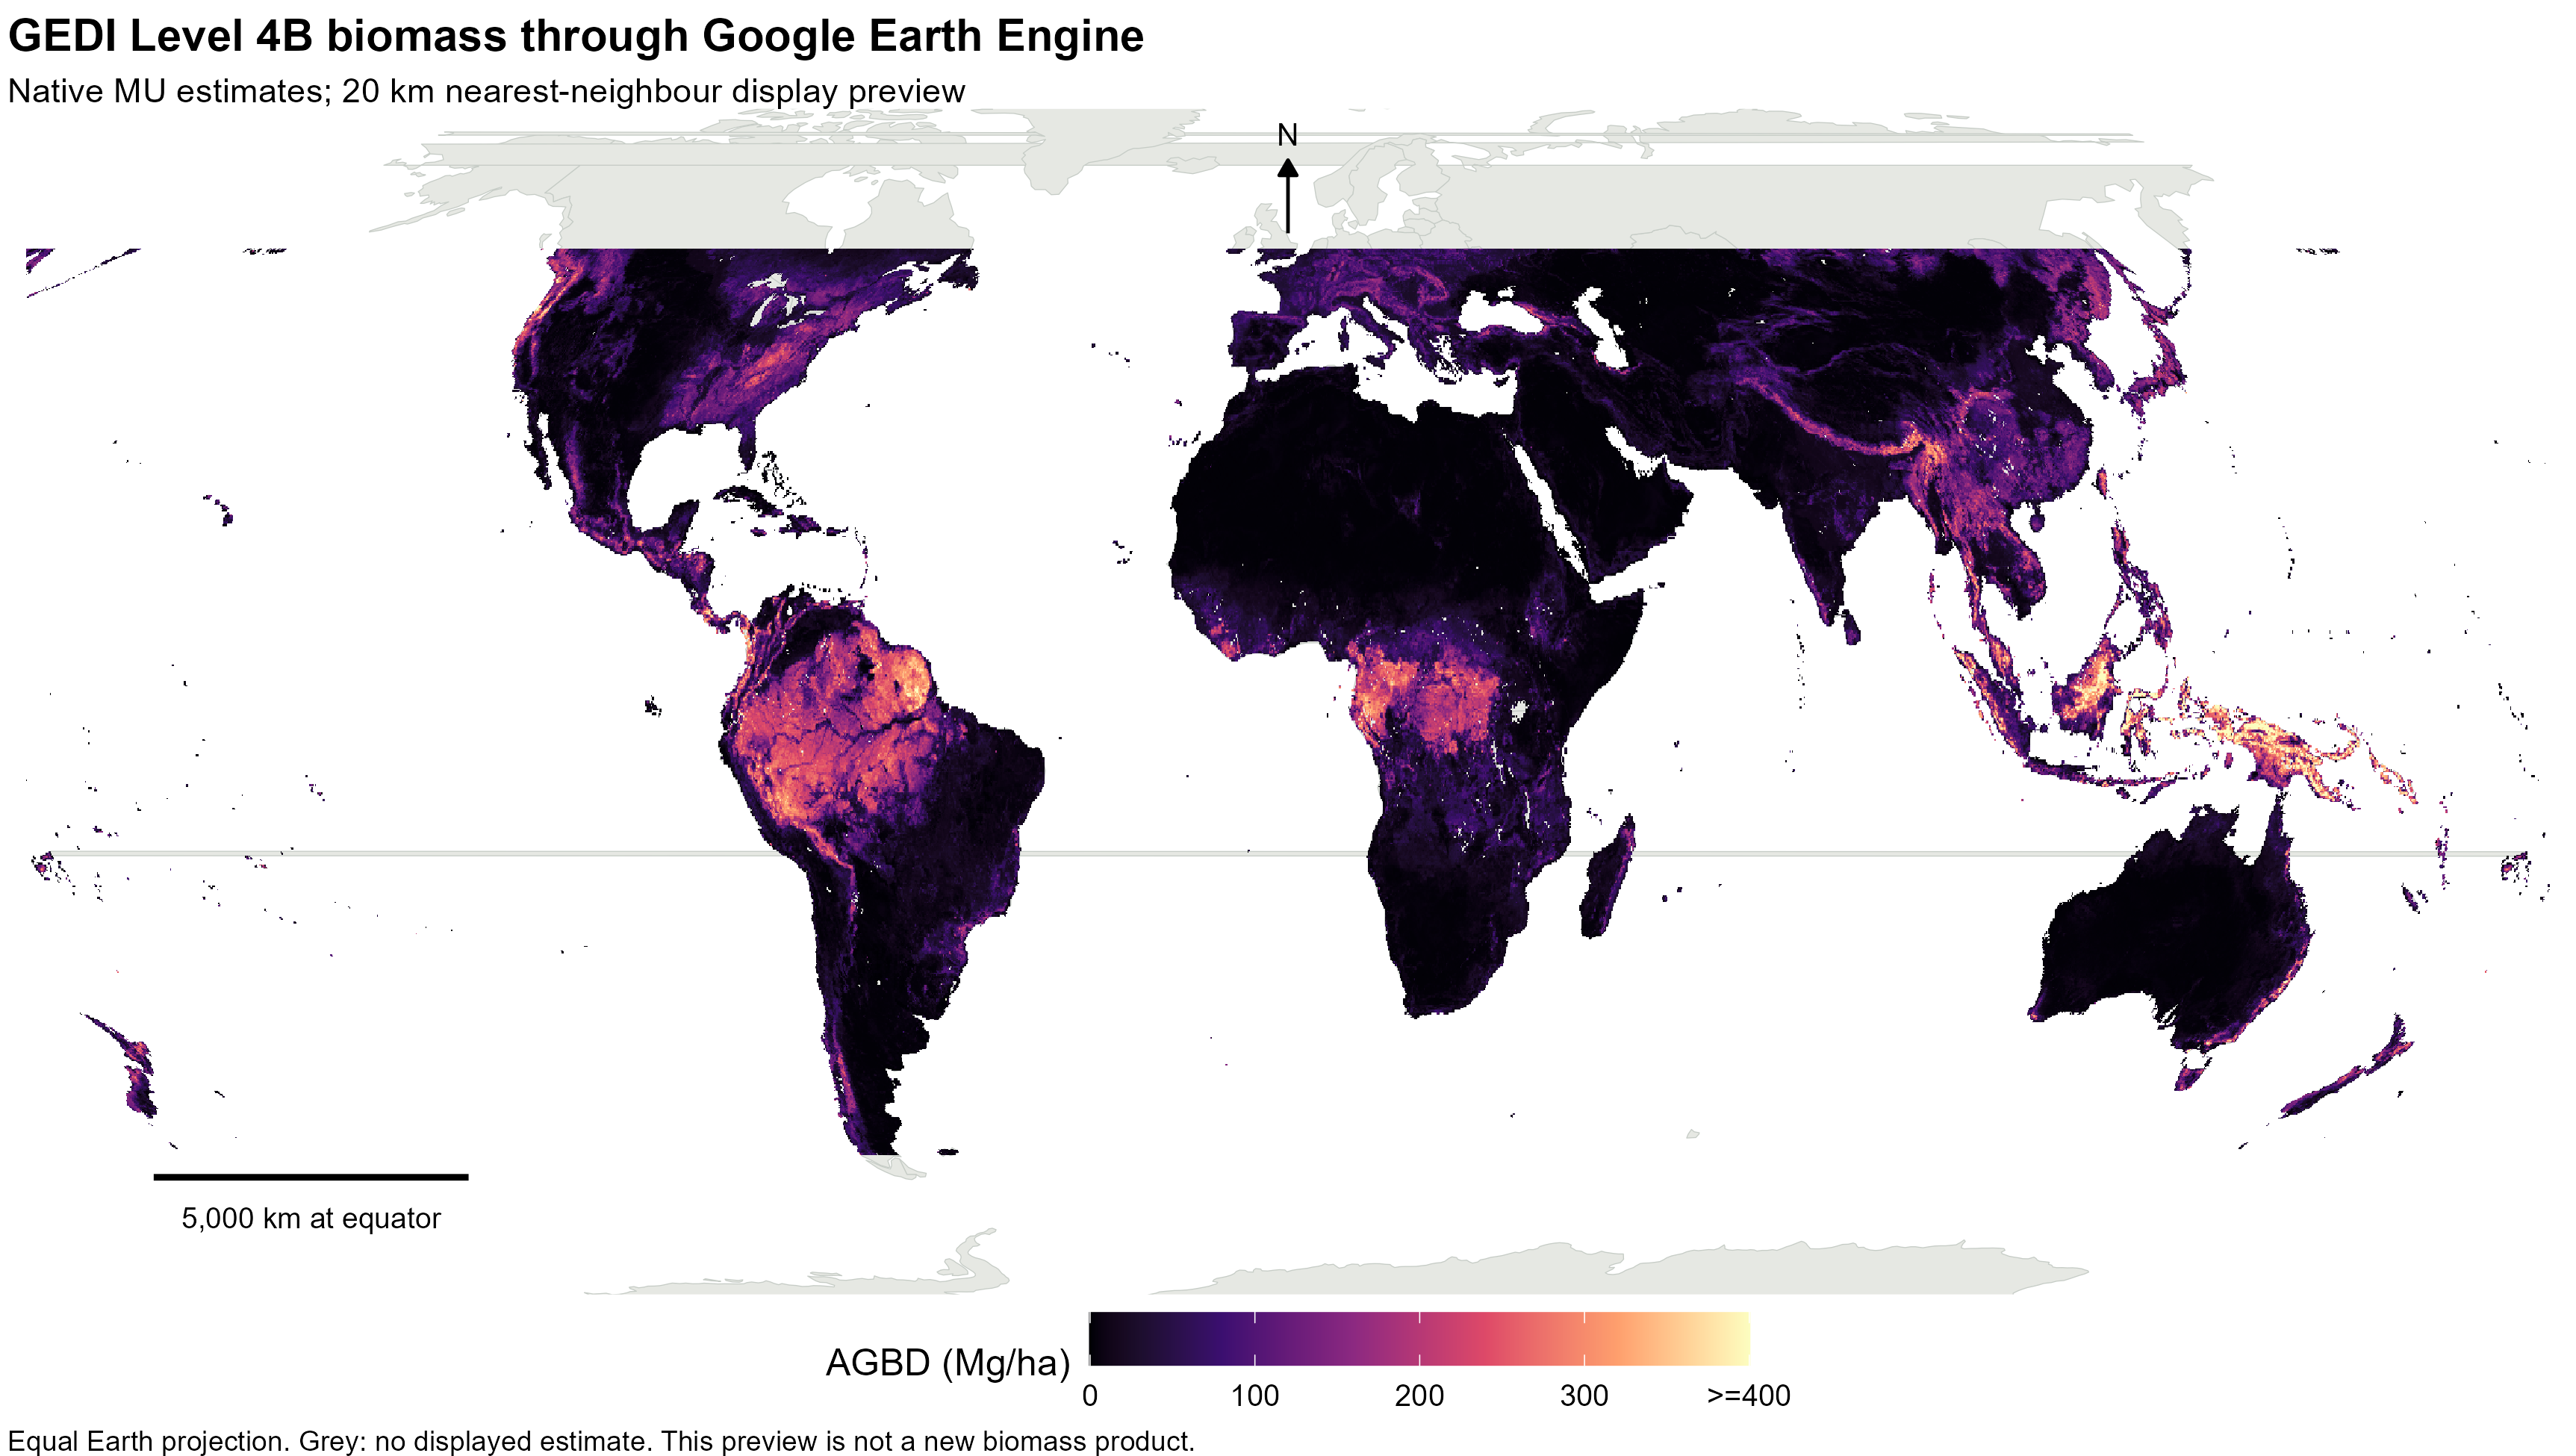 GEDI Level 4B biomass through Google Earth Engine
Native MU estimates; 20 km nearest-neighbour display preview
N
5,000 km at equator
AGBD (Mg/ha)
0 100 200 300 >=400
Equal Earth projection. Grey: no displayed estimate. This preview is not a new biomass product.